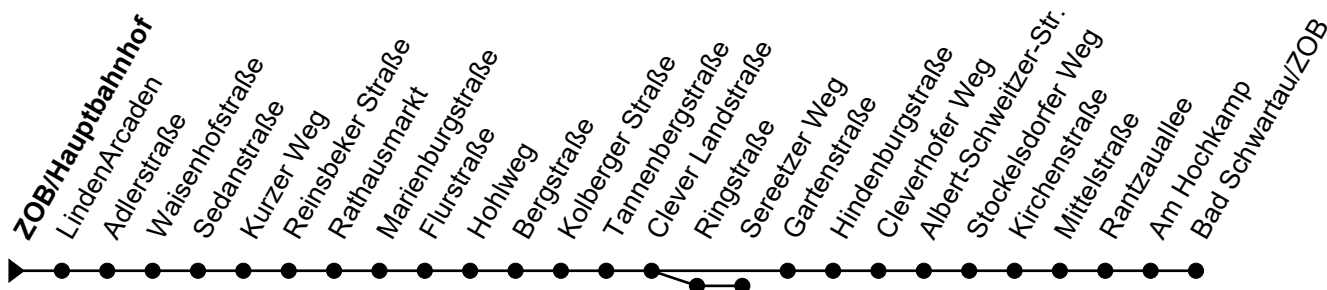 ZOB/Hauptbahnhof
LindenArcaden
Adlerstraße
Waisenhofstraße
Sedanstraße
Kurzer Weg
Reinsbeker Straße
Rathausmarkt
Marienburgstraße
Flurstraße
Hohlweg
Bergstraße
Kolberger Straße
Tannenbergstraße
Clever Landstraße
Ringstraße
Sereetzer Weg
Gartenstraße
Hindenburgstraße
Cleverhofer Weg
Albert-Schweitzer-Str.
Stockelsdorfer Weg
Kirchenstraße
Mittelstraße
Rantzauallee
Am Hochkamp
Bad Schwartau/ZOB